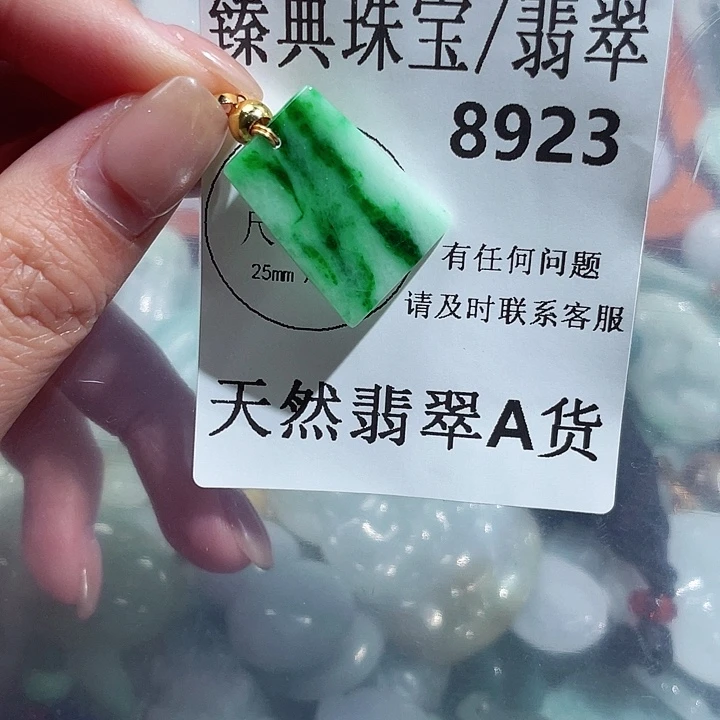 臻典珠宝/翡翠
8923
尺
25mm
有任何问题
请及时联系客服
天然翡翠A货